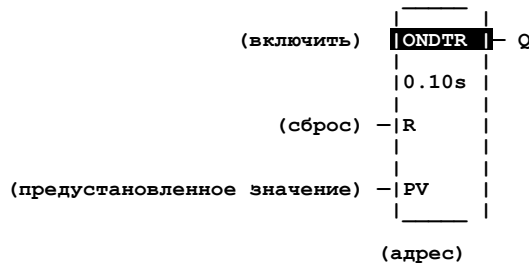 (включить) ONDTR Q
0.10s
(сброс) R
(предустановленное значение) PV
(адрес)